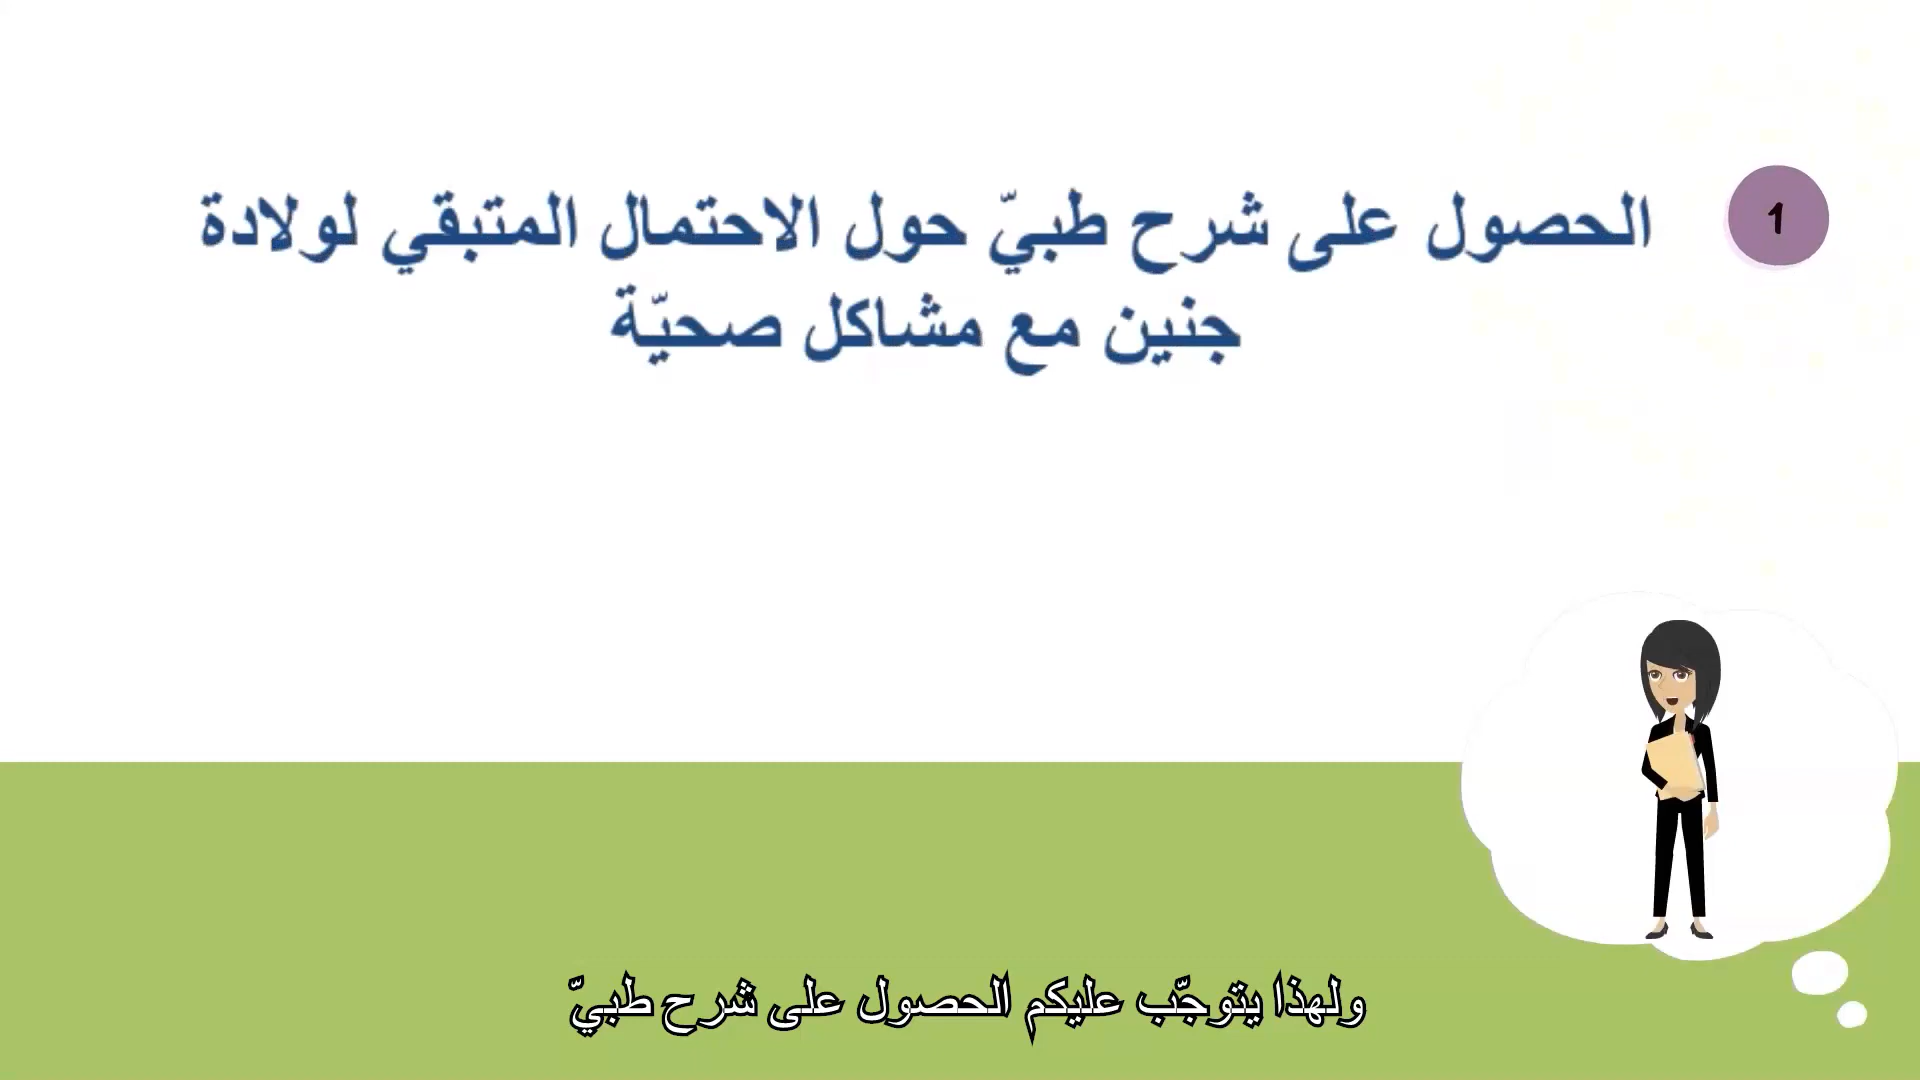 1
الحصول على شرح طبيّ حول الاحتمال المتبقي لولادة
جنين مع مشاكل صحيّة
ولهذا يتوجّب عليكم الحصول على شرح طبيّ